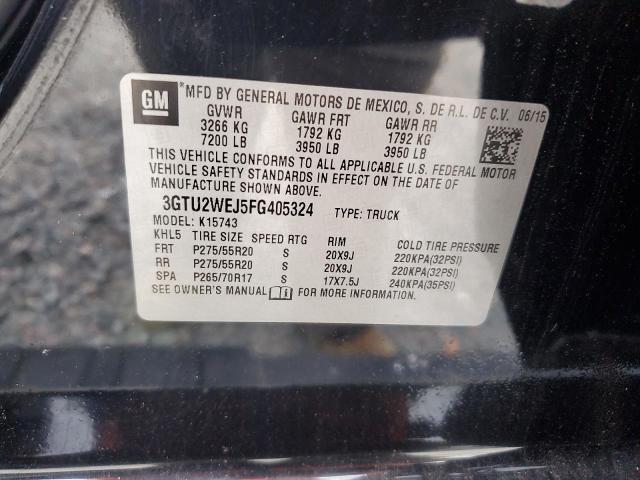 GM
®MFD BY GENERAL MOTORS DE MEXICO, S. DE R.L. DE C.V. 06/15
GVWR GAWR FRT GAWR RR
3266 KG 1792 KG 1792 KG
7200 LB 3950 LB 3950 LB
THIS VEHICLE CONFORMS TO ALL APPLICABLE U.S. FEDERAL MOTOR
VEHICLE SAFETY STANDARDS IN EFFECT ON THE DATE OF
MANUFACTURE SHOWN ABOVE.
3GTU2WEJ5FG405324 TYPE: TRUCK
MODEL: K15743
KHL5 TIRE SIZE SPEED RTG RIM COLD TIRE PRESSURE
FRT P275/55R20 S 20X9J 220KPA(32PSI)
RR P275/55R20 S 20X9J 220KPA(32PSI)
SPA P265/70R17 S 17X7.5J 240KPA(35PSI)
SEE OWNER'S MANUAL FOR MORE INFORMATION.